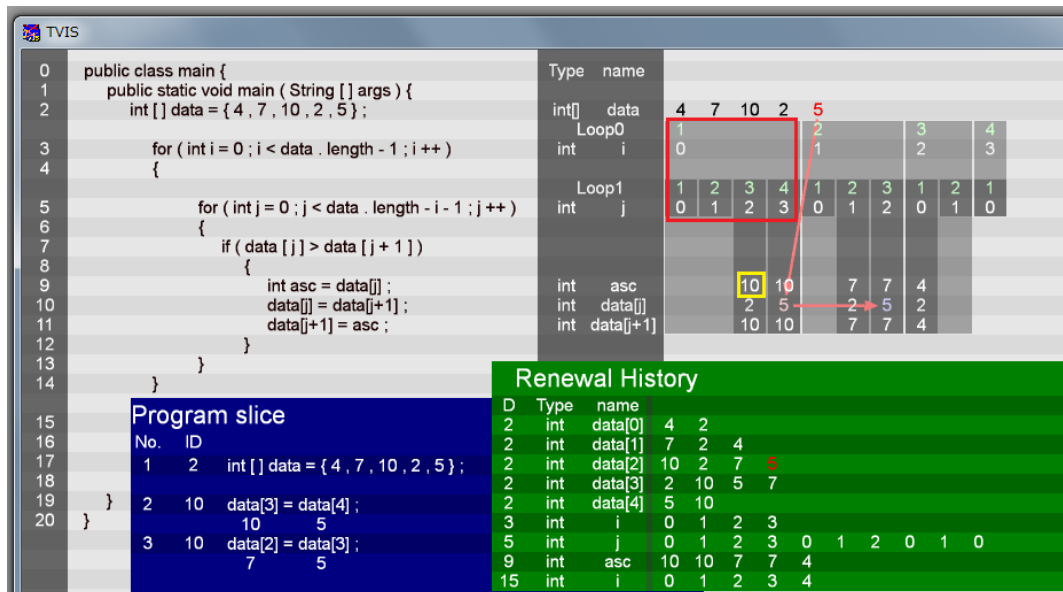 TVIS
0 public class main { Type name
1 public static void main ( String [ ] args ) {
2 int [ ] data = { 4 , 7 , 10 , 2 , 5 } ; int[] data 4 7 10 2 5
Loop0 1 2 3 4
3 for ( int i = 0 ; i < data . length - 1 ; i ++ ) int i 0 1 2 3
4 {
Loop1 1 2 3 4 1 2 3 1 2 1
5 for ( int j = 0 ; j < data . length - i - 1 ; j ++ ) int j 0 1 2 3 0 1 2 0 1 0
6 {
7 if ( data [ j ] > data [ j + 1 ] )
8 {
9 int asc = data[j] ; int asc 10 10 7 7 4
10 data[j] = data[j+1] ; int data[j] 2 5 2 5 2
11 data[j+1] = asc ; int data[j+1] 10 10 7 7 4
12 }
13 }
14 }
15
16
17
18
19 }
20 }
Program slice
No. ID
1 2 int [ ] data = { 4 , 7 , 10 , 2 , 5 } ;
2 10 data[3] = data[4] ;
10 5
3 10 data[2] = data[3] ;
7 5
Renewal History
D Type name
2 int data[0] 4 2
2 int data[1] 7 2 4
2 int data[2] 10 2 7 5
2 int data[3] 2 10 5 7
2 int data[4] 5 10
3 int i 0 1 2 3
5 int j 0 1 2 3 0 1 2 0 1 0
9 int asc 10 10 7 7 4
15 int i 0 1 2 3 4